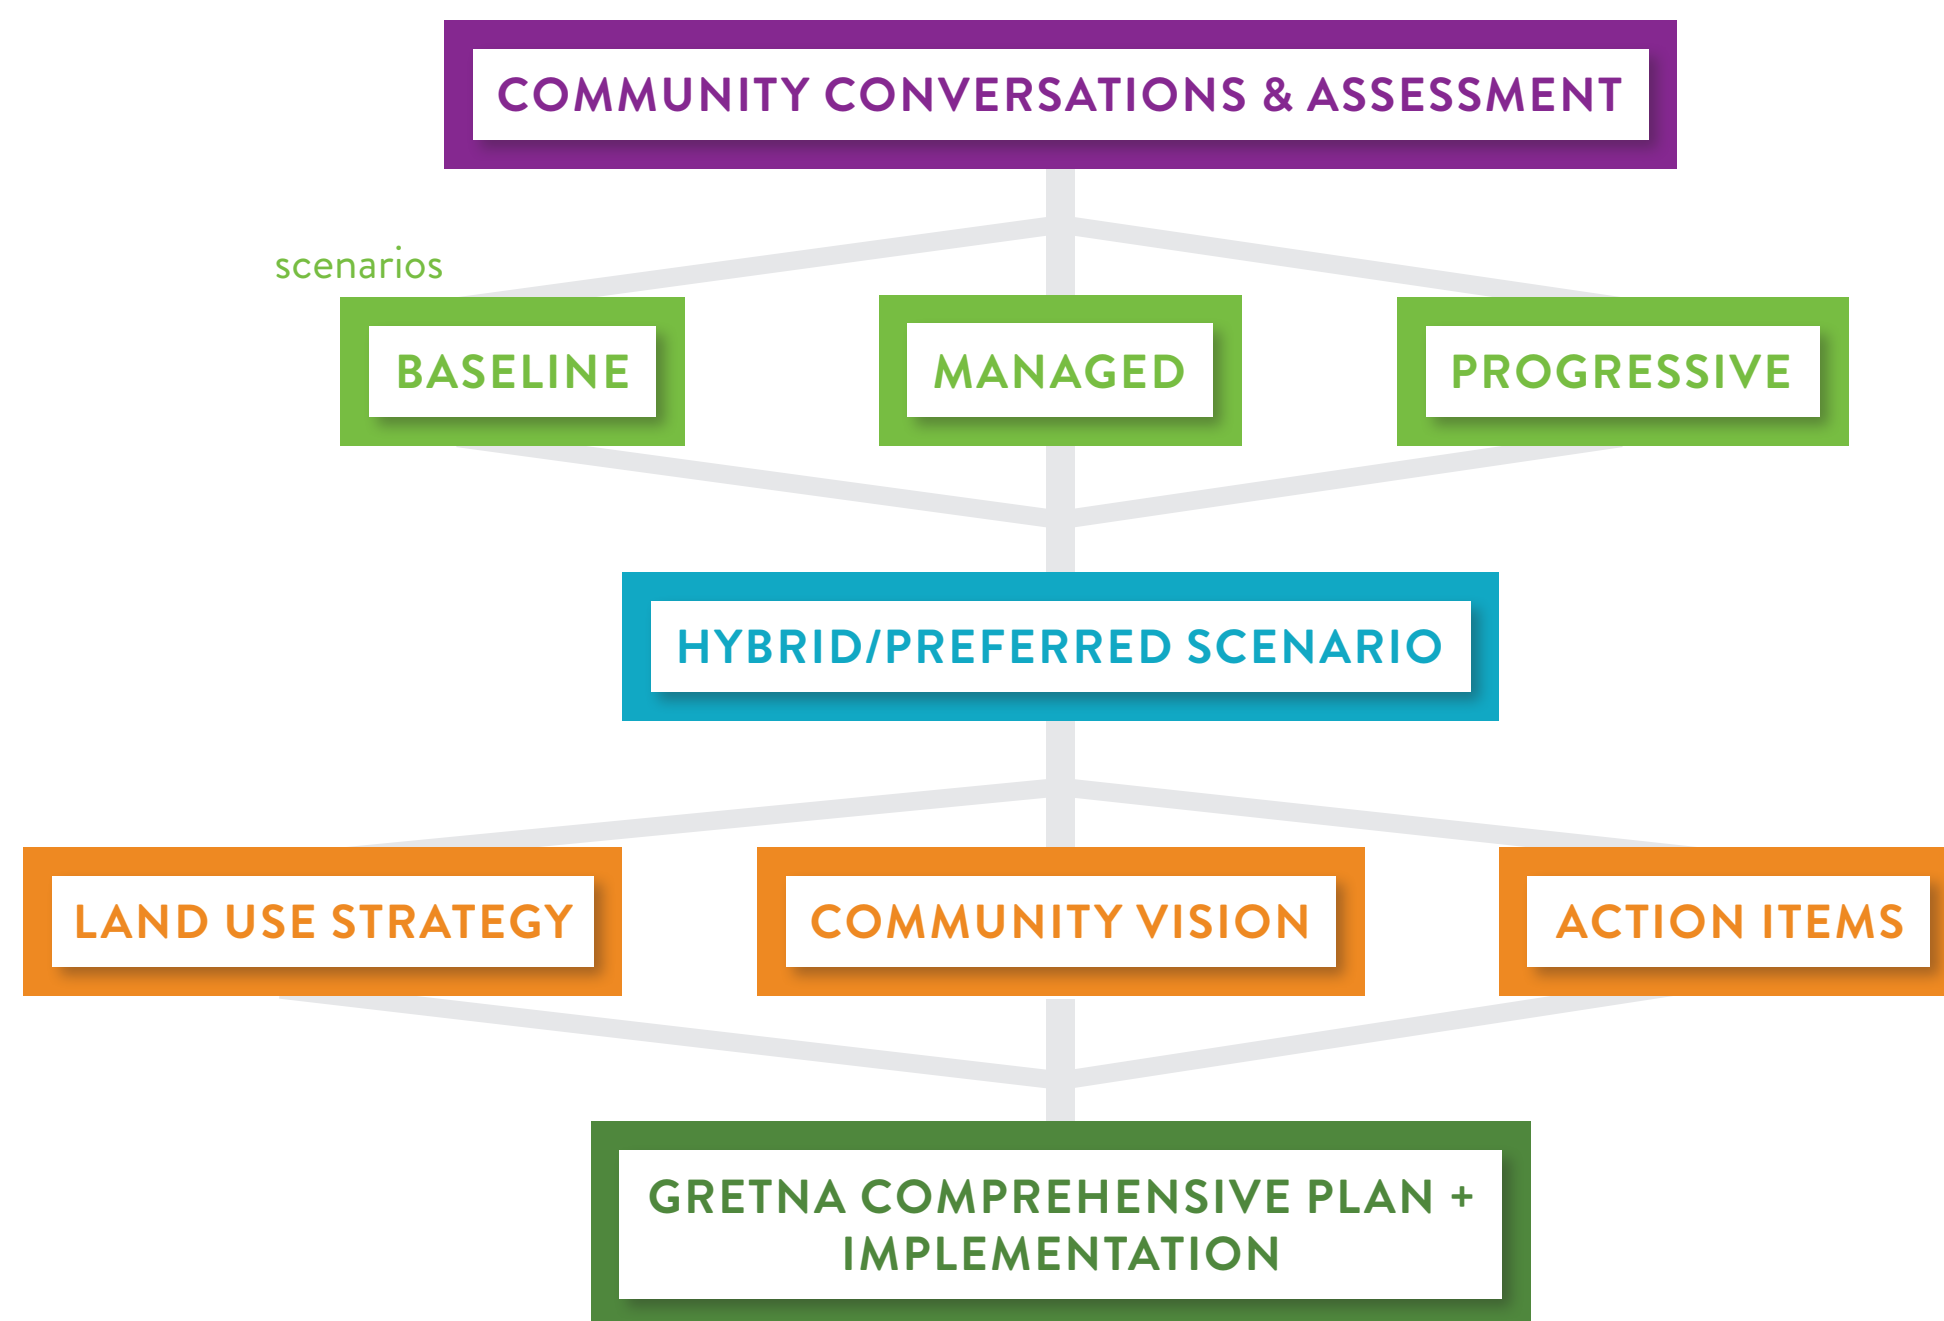 COMMUNITY CONVERSATIONS & ASSESSMENT
scenarios
BASELINE
MANAGED
PROGRESSIVE
HYBRID/PREFERRED SCENARIO
LAND USE STRATEGY
COMMUNITY VISION
ACTION ITEMS
GRETNA COMPREHENSIVE PLAN +
IMPLEMENTATION